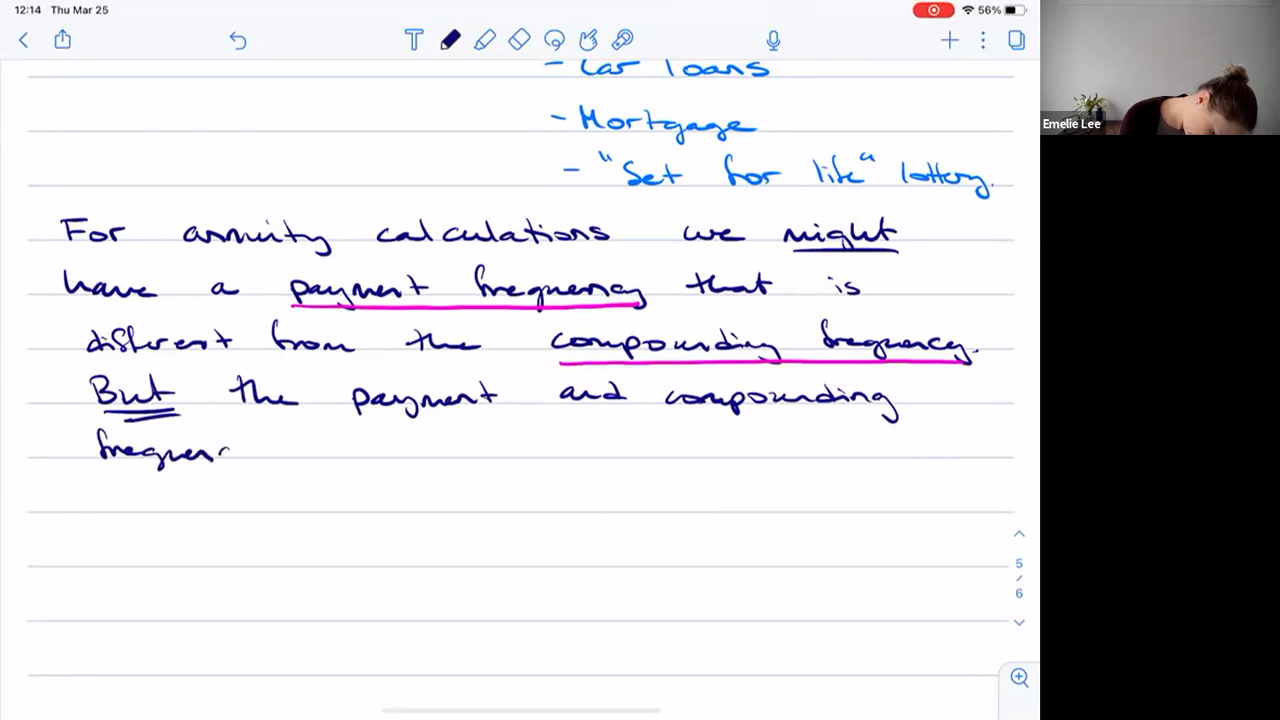 12:14 Thu Mar 25
56%
- Car loans
Emelie Lee
- Mortgage
- "Set for life" lottery.
For annuity calculations we might
have a payment frequency that is
different from the compounding frequency.
But the payment and compounding
frequenc
5
/
6